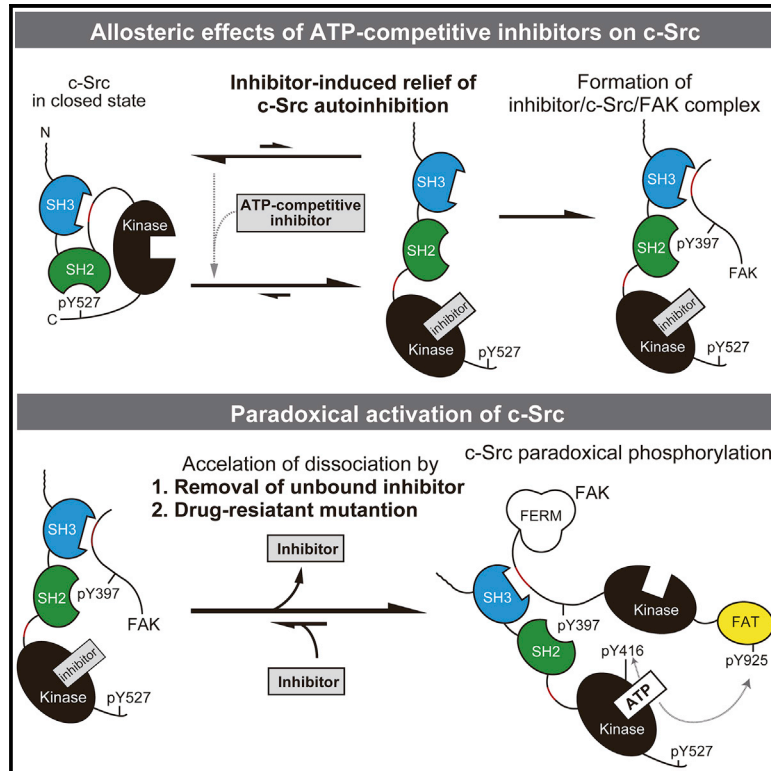 Allosteric effects of ATP-competitive inhibitors on c-Src
c-Src
in closed state
N
SH3
Kinase
SH2
pY527
C
Inhibitor-induced relief of
c-Src autoinhibition
ATP-competitive
inhibitor
SH3
SH2
inhibitor
Kinase
pY527
Formation of
inhibitor/c-Src/FAK complex
SH3
SH2
pY397
FAK
inhibitor
Kinase
pY527
Paradoxical activation of c-Src
SH3
SH2
pY397
FAK
inhibitor
Kinase
pY527
Accelation of dissociation by
1. Removal of unbound inhibitor
2. Drug-resiatant mutantion
Inhibitor
Inhibitor
c-Src paradoxical phosphorylation
FAK
FERM
SH3
pY397
Kinase
FAT
SH2
pY416
pY925
ATP
Kinase
pY527